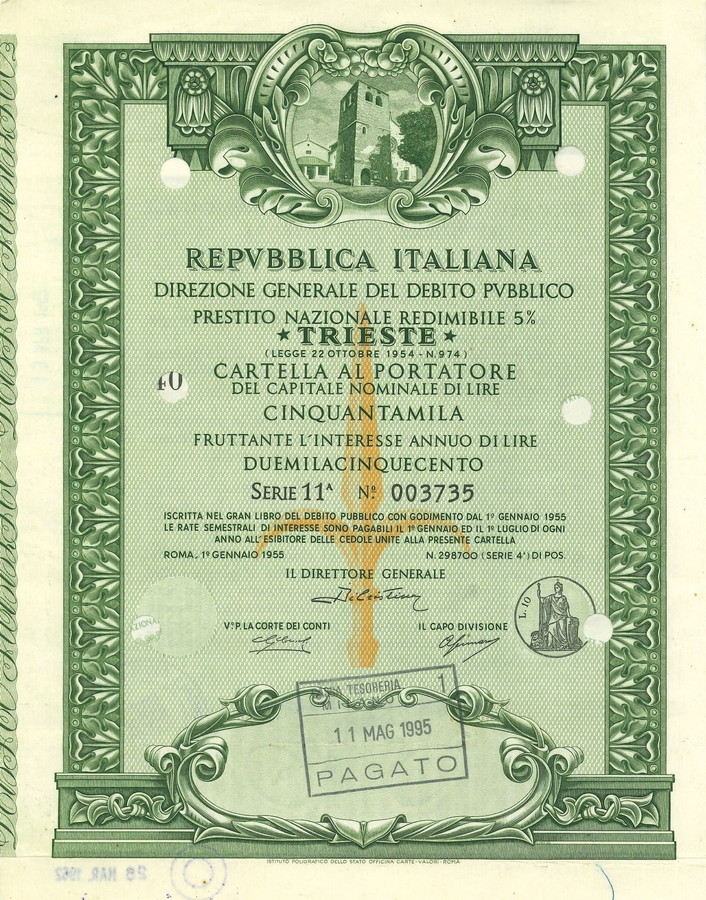 REPVBBLICA ITALIANA
DIREZIONE GENERALE DEL DEBITO PVBBLICO
PRESTITO NAZIONALE REDIMIBILE 5%
★ TRIESTE ★
(LEGGE 22 OTTOBRE 1954 - N. 974)
40
CARTELLA AL PORTATORE
DEL CAPITALE NOMINALE DI LIRE
CINQUANTAMILA
FRUTTANTE L'INTERESSE ANNUO DI LIRE
DUEMILACINQUECENTO
SERIE 11ᴬ Nº. 003735
ISCRITTA NEL GRAN LIBRO DEL DEBITO PUBBLICO CON GODIMENTO DAL 1º GENNAIO 1955
LE RATE SEMESTRALI DI INTERESSE SONO PAGABILI IL 1º GENNAIO ED IL 1º LUGLIO DI OGNI
ANNO ALL'ESIBITORE DELLE CEDOLE UNITE ALLA PRESENTE CARTELLA
ROMA, 1º GENNAIO 1955 N. 298700 (SERIE 4ª) DI POS.
IL DIRETTORE GENERALE
L. 10
Vº P. LA CORTE DEI CONTI IL CAPO DIVISIONE
TESORERIA 1
11 MAG 1995
PAGATO
ISTITUTO POLIGRAFICO DELLO STATO OFFICINA CARTE-VALORI-ROMA
28 MAR. 1962